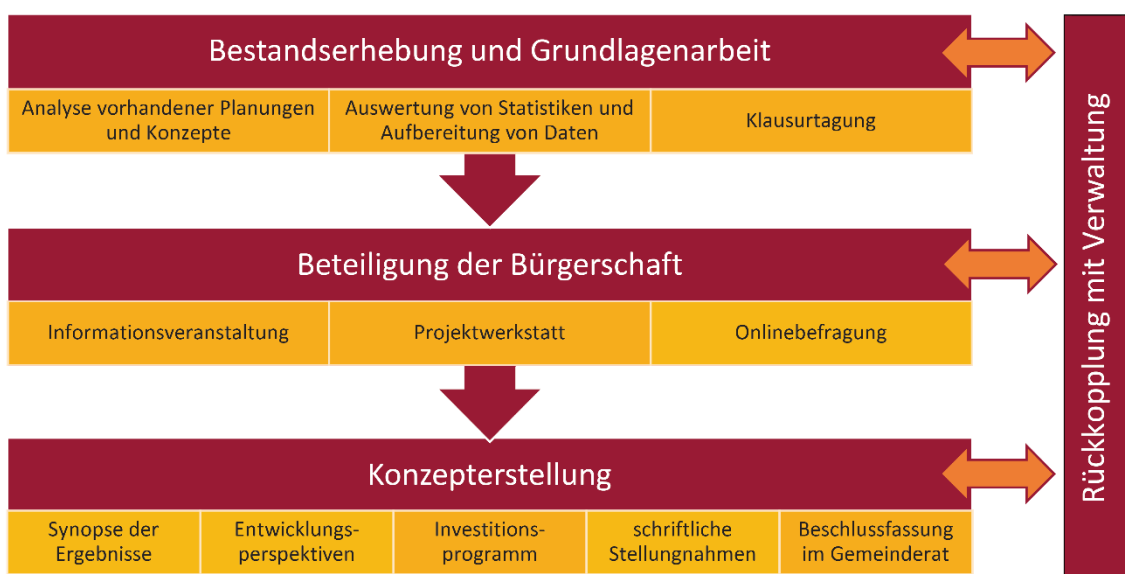 Bestandserhebung und Grundlagenarbeit
Analyse vorhandener Planungen
und Konzepte
Auswertung von Statistiken und
Aufbereitung von Daten
Klausurtagung
Beteiligung der Bürgerschaft
Informationsveranstaltung
Projektwerkstatt
Onlinebefragung
Konzepterstellung
Synopse der
Ergebnisse
Entwicklungs-
perspektiven
Investitions-
programm
schriftliche
Stellungnahmen
Beschlussfassung
im Gemeinderat
Rückkopplung mit Verwaltung